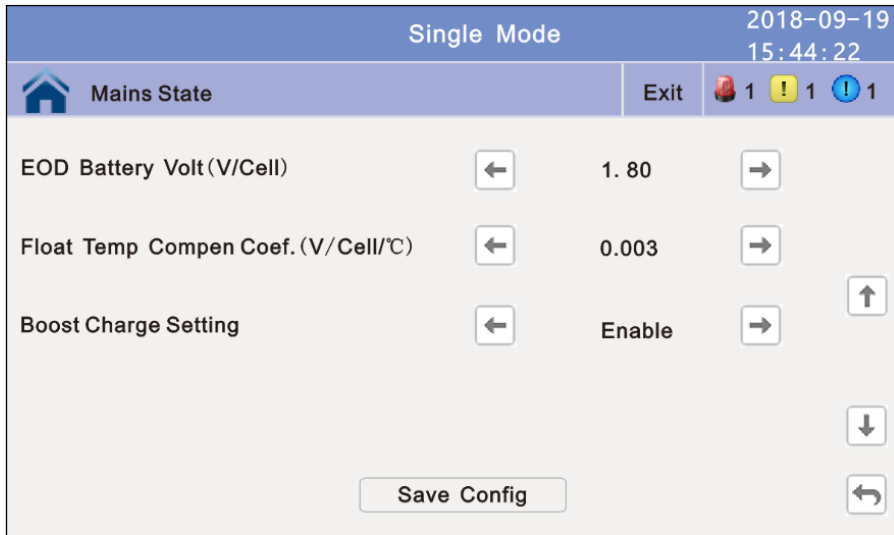 Single Mode
2018-09-19
15:44:22
Mains State
Exit
1
! 1
! 1
EOD Battery Volt(V/Cell)
1.80
Float Temp Compen Coef.(V/Cell/℃)
0.003
Boost Charge Setting
Enable
Save Config